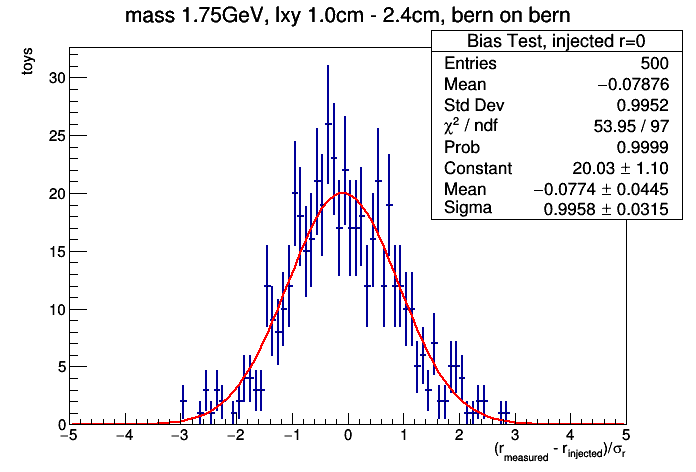 mass 1.75GeV, lxy 1.0cm - 2.4cm, bern on bern
Bias Test, injected r=0
Entries 500
Mean −0.07876
Std Dev 0.9952
χ² / ndf 53.95 / 97
Prob 0.9999
Constant 20.03 ± 1.10
Mean −0.0774 ± 0.0445
Sigma 0.9958 ± 0.0315
toys
30
25
20
15
10
5
0
−5 −4 −3 −2 −1 0 1 2 3 4 5
(r_measured - r_injected)/σ_r